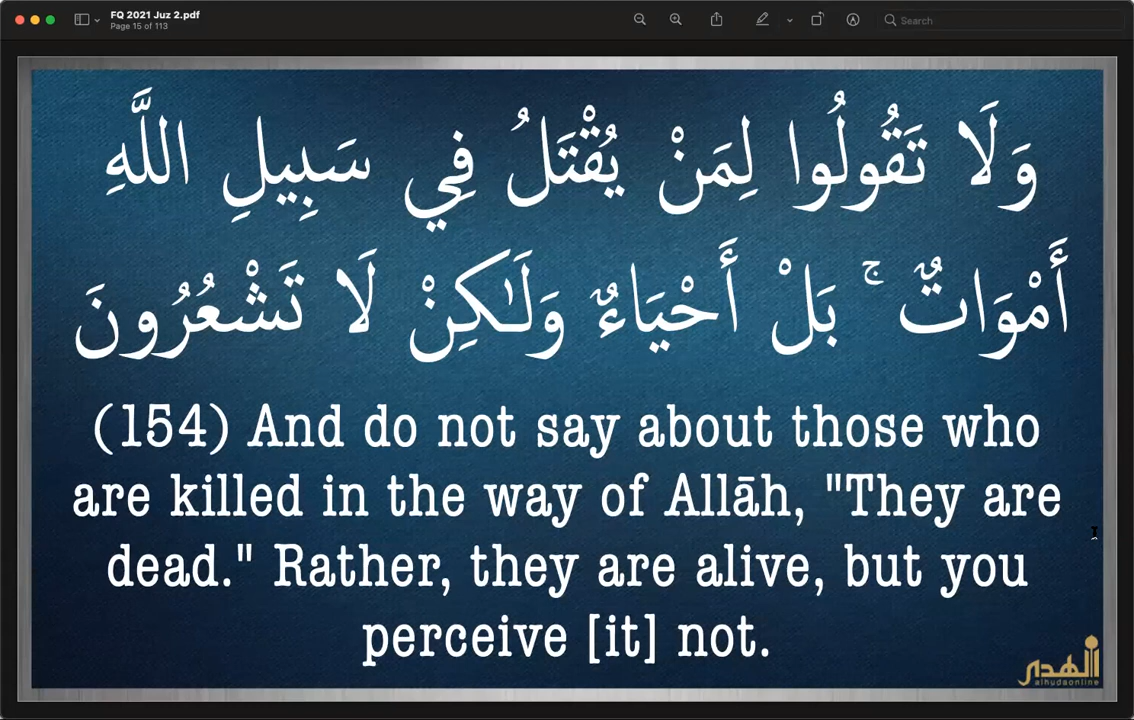 FQ 2021 Juz 2.pdf
Page 15 of 113
Search
وَلَا تَقُولُوا لِمَنْ يُقْتَلُ فِي سَبِيلِ اللَّهِ
أَمْوَاتٌ ۚ بَلْ أَحْيَاءٌ وَلَٰكِنْ لَا تَشْعُرُونَ
(154) And do not say about those who
are killed in the way of Allāh, "They are
dead." Rather, they are alive, but you
perceive [it] not.
الهدى
alhudaonline